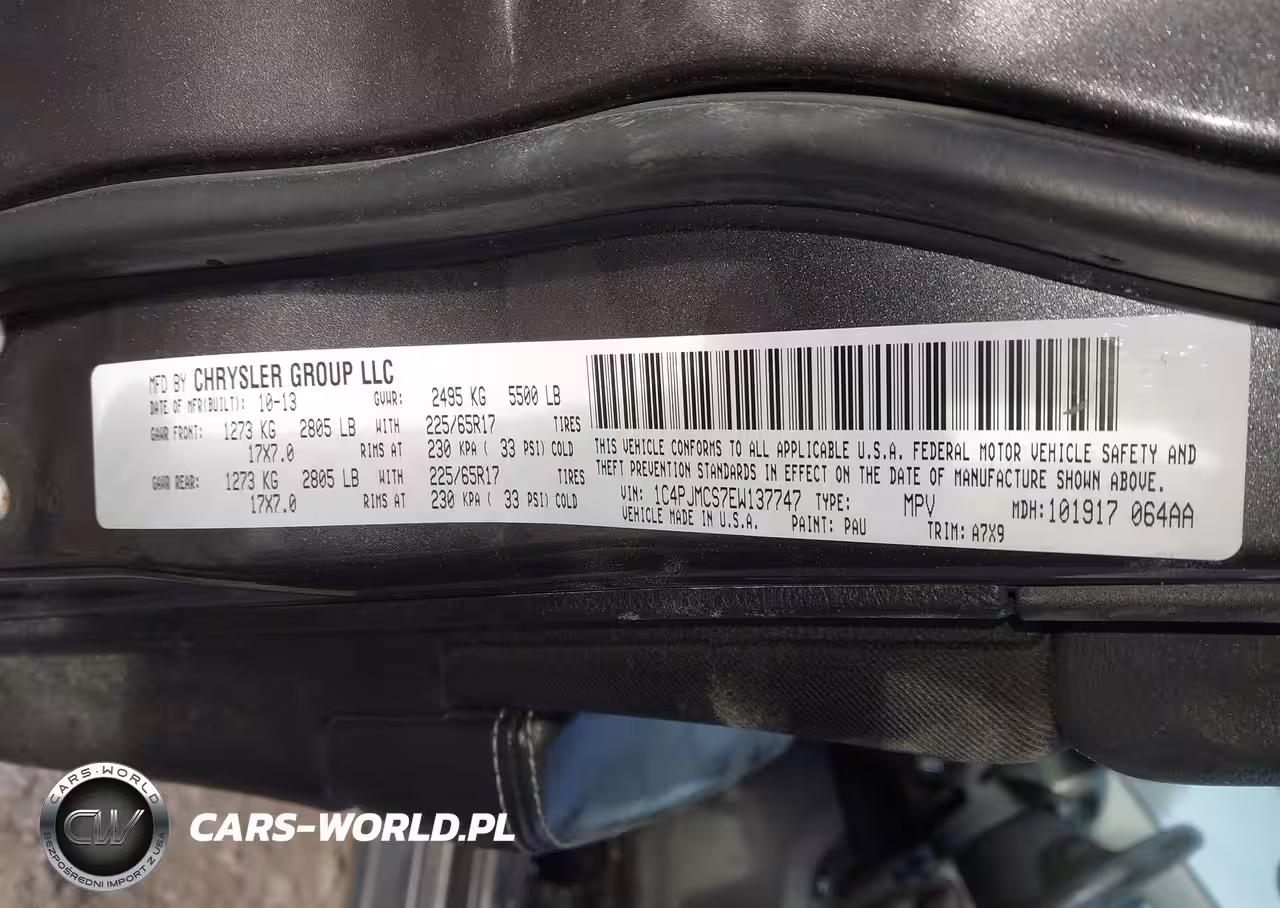 MFD BY CHRYSLER GROUP LLC
DATE OF MFR(BUILT): 10-13 GVWR: 2495 KG 5500 LB
GAWR FRONT: 1273 KG 2805 LB WITH 225/65R17 TIRES
17X7.0 RIMS AT 230 KPA ( 33 PSI) COLD
GAWR REAR: 1273 KG 2805 LB WITH 225/65R17 TIRES
17X7.0 RIMS AT 230 KPA ( 33 PSI) COLD
THIS VEHICLE CONFORMS TO ALL APPLICABLE U.S.A. FEDERAL MOTOR VEHICLE SAFETY AND
THEFT PREVENTION STANDARDS IN EFFECT ON THE DATE OF MANUFACTURE SHOWN ABOVE.
VIN: 1C4PJMCS7EW137747 TYPE: MPV MDH:101917 064AA
VEHICLE MADE IN U.S.A. PAINT: PAU TRIM: A7X9
CARS-WORLD
CW
BEZPOŚREDNI IMPORT Z USA
CARS-WORLD.PL